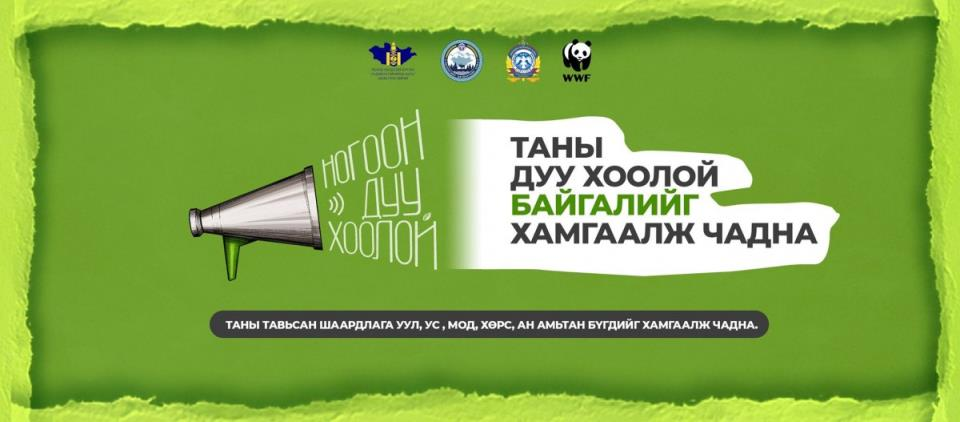 WWF
НОГООН
ДУУ
ХООЛОЙ
ТАНЫ
ДУУ ХООЛОЙ
БАЙГАЛИЙГ
ХАМГААЛЖ ЧАДНА
ТАНЫ ТАВЬСАН ШААРДЛАГА УУЛ, УС , МОД, ХӨРС, АН АМЬТАН БҮГДИЙГ ХАМГААЛЖ ЧАДНА.